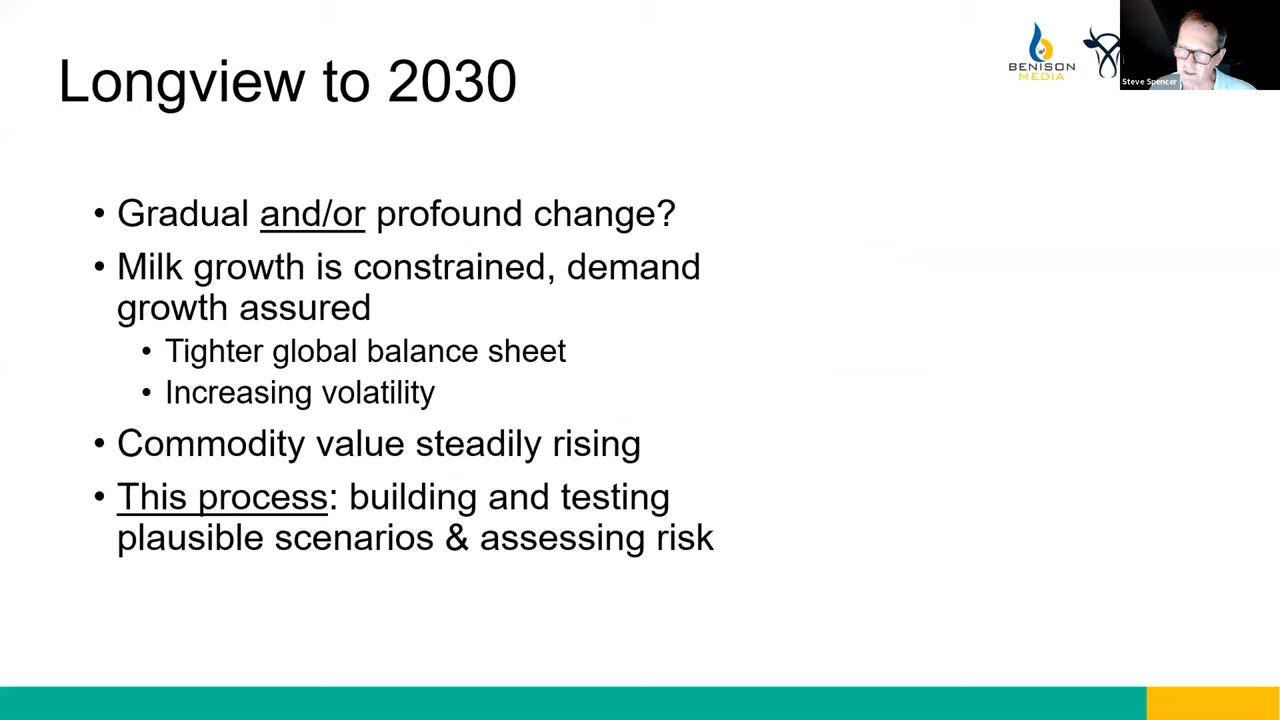 Longview to 2030
BENISON
MEDIA
Steve Spencer
• Gradual and/or profound change?
• Milk growth is constrained, demand
growth assured
• Tighter global balance sheet
• Increasing volatility
• Commodity value steadily rising
• This process: building and testing
plausible scenarios & assessing risk